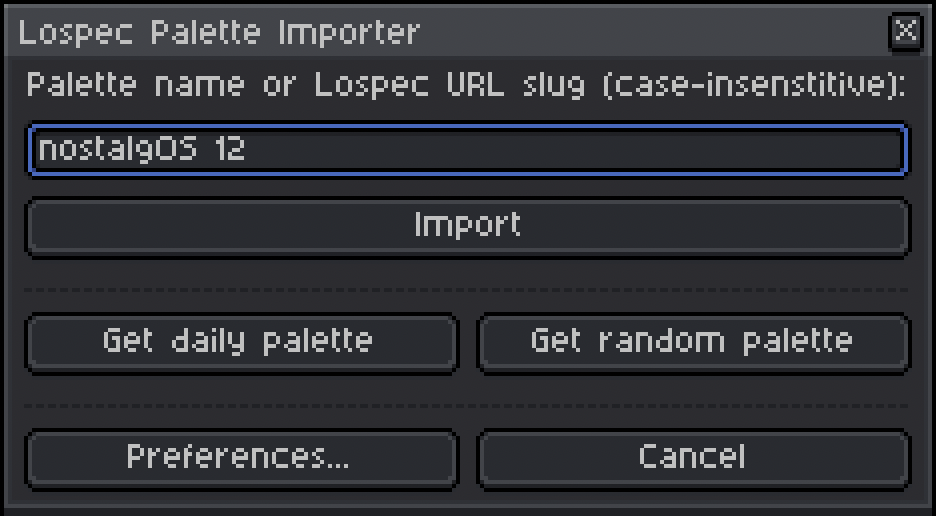 Lospec Palette Importer
Palette name or Lospec URL slug (case-insenstitive):
nostalgOS 12
Import
Get daily palette
Get random palette
Preferences...
Cancel